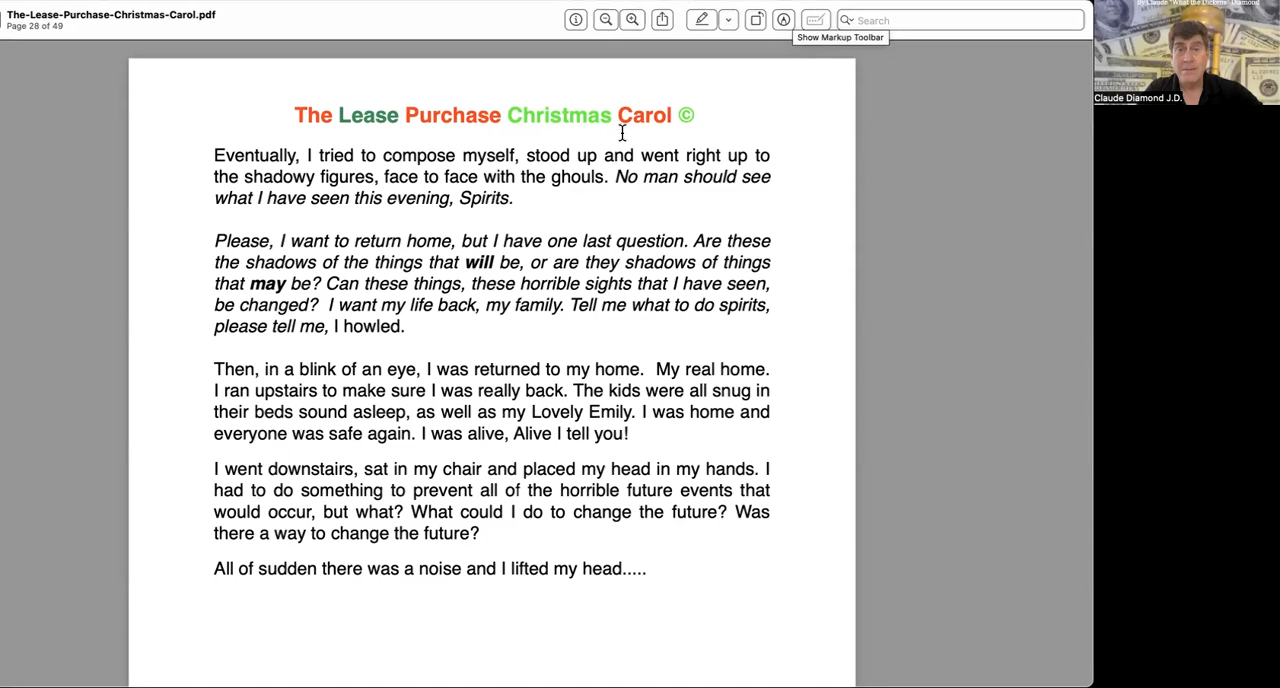 The-Lease-Purchase-Christmas-Carol.pdf
Page 28 of 49
Search
Show Markup Toolbar
By Claude "What the Dickens" Diamond
Claude Diamond J.D.
The Lease Purchase Christmas Carol ©
Eventually, I tried to compose myself, stood up and went right up to
the shadowy figures, face to face with the ghouls. No man should see
what I have seen this evening, Spirits.
Please, I want to return home, but I have one last question. Are these
the shadows of the things that will be, or are they shadows of things
that may be? Can these things, these horrible sights that I have seen,
be changed? I want my life back, my family. Tell me what to do spirits,
please tell me, I howled.
Then, in a blink of an eye, I was returned to my home. My real home.
I ran upstairs to make sure I was really back. The kids were all snug in
their beds sound asleep, as well as my Lovely Emily. I was home and
everyone was safe again. I was alive, Alive I tell you!
I went downstairs, sat in my chair and placed my head in my hands. I
had to do something to prevent all of the horrible future events that
would occur, but what? What could I do to change the future? Was
there a way to change the future?
All of sudden there was a noise and I lifted my head.....